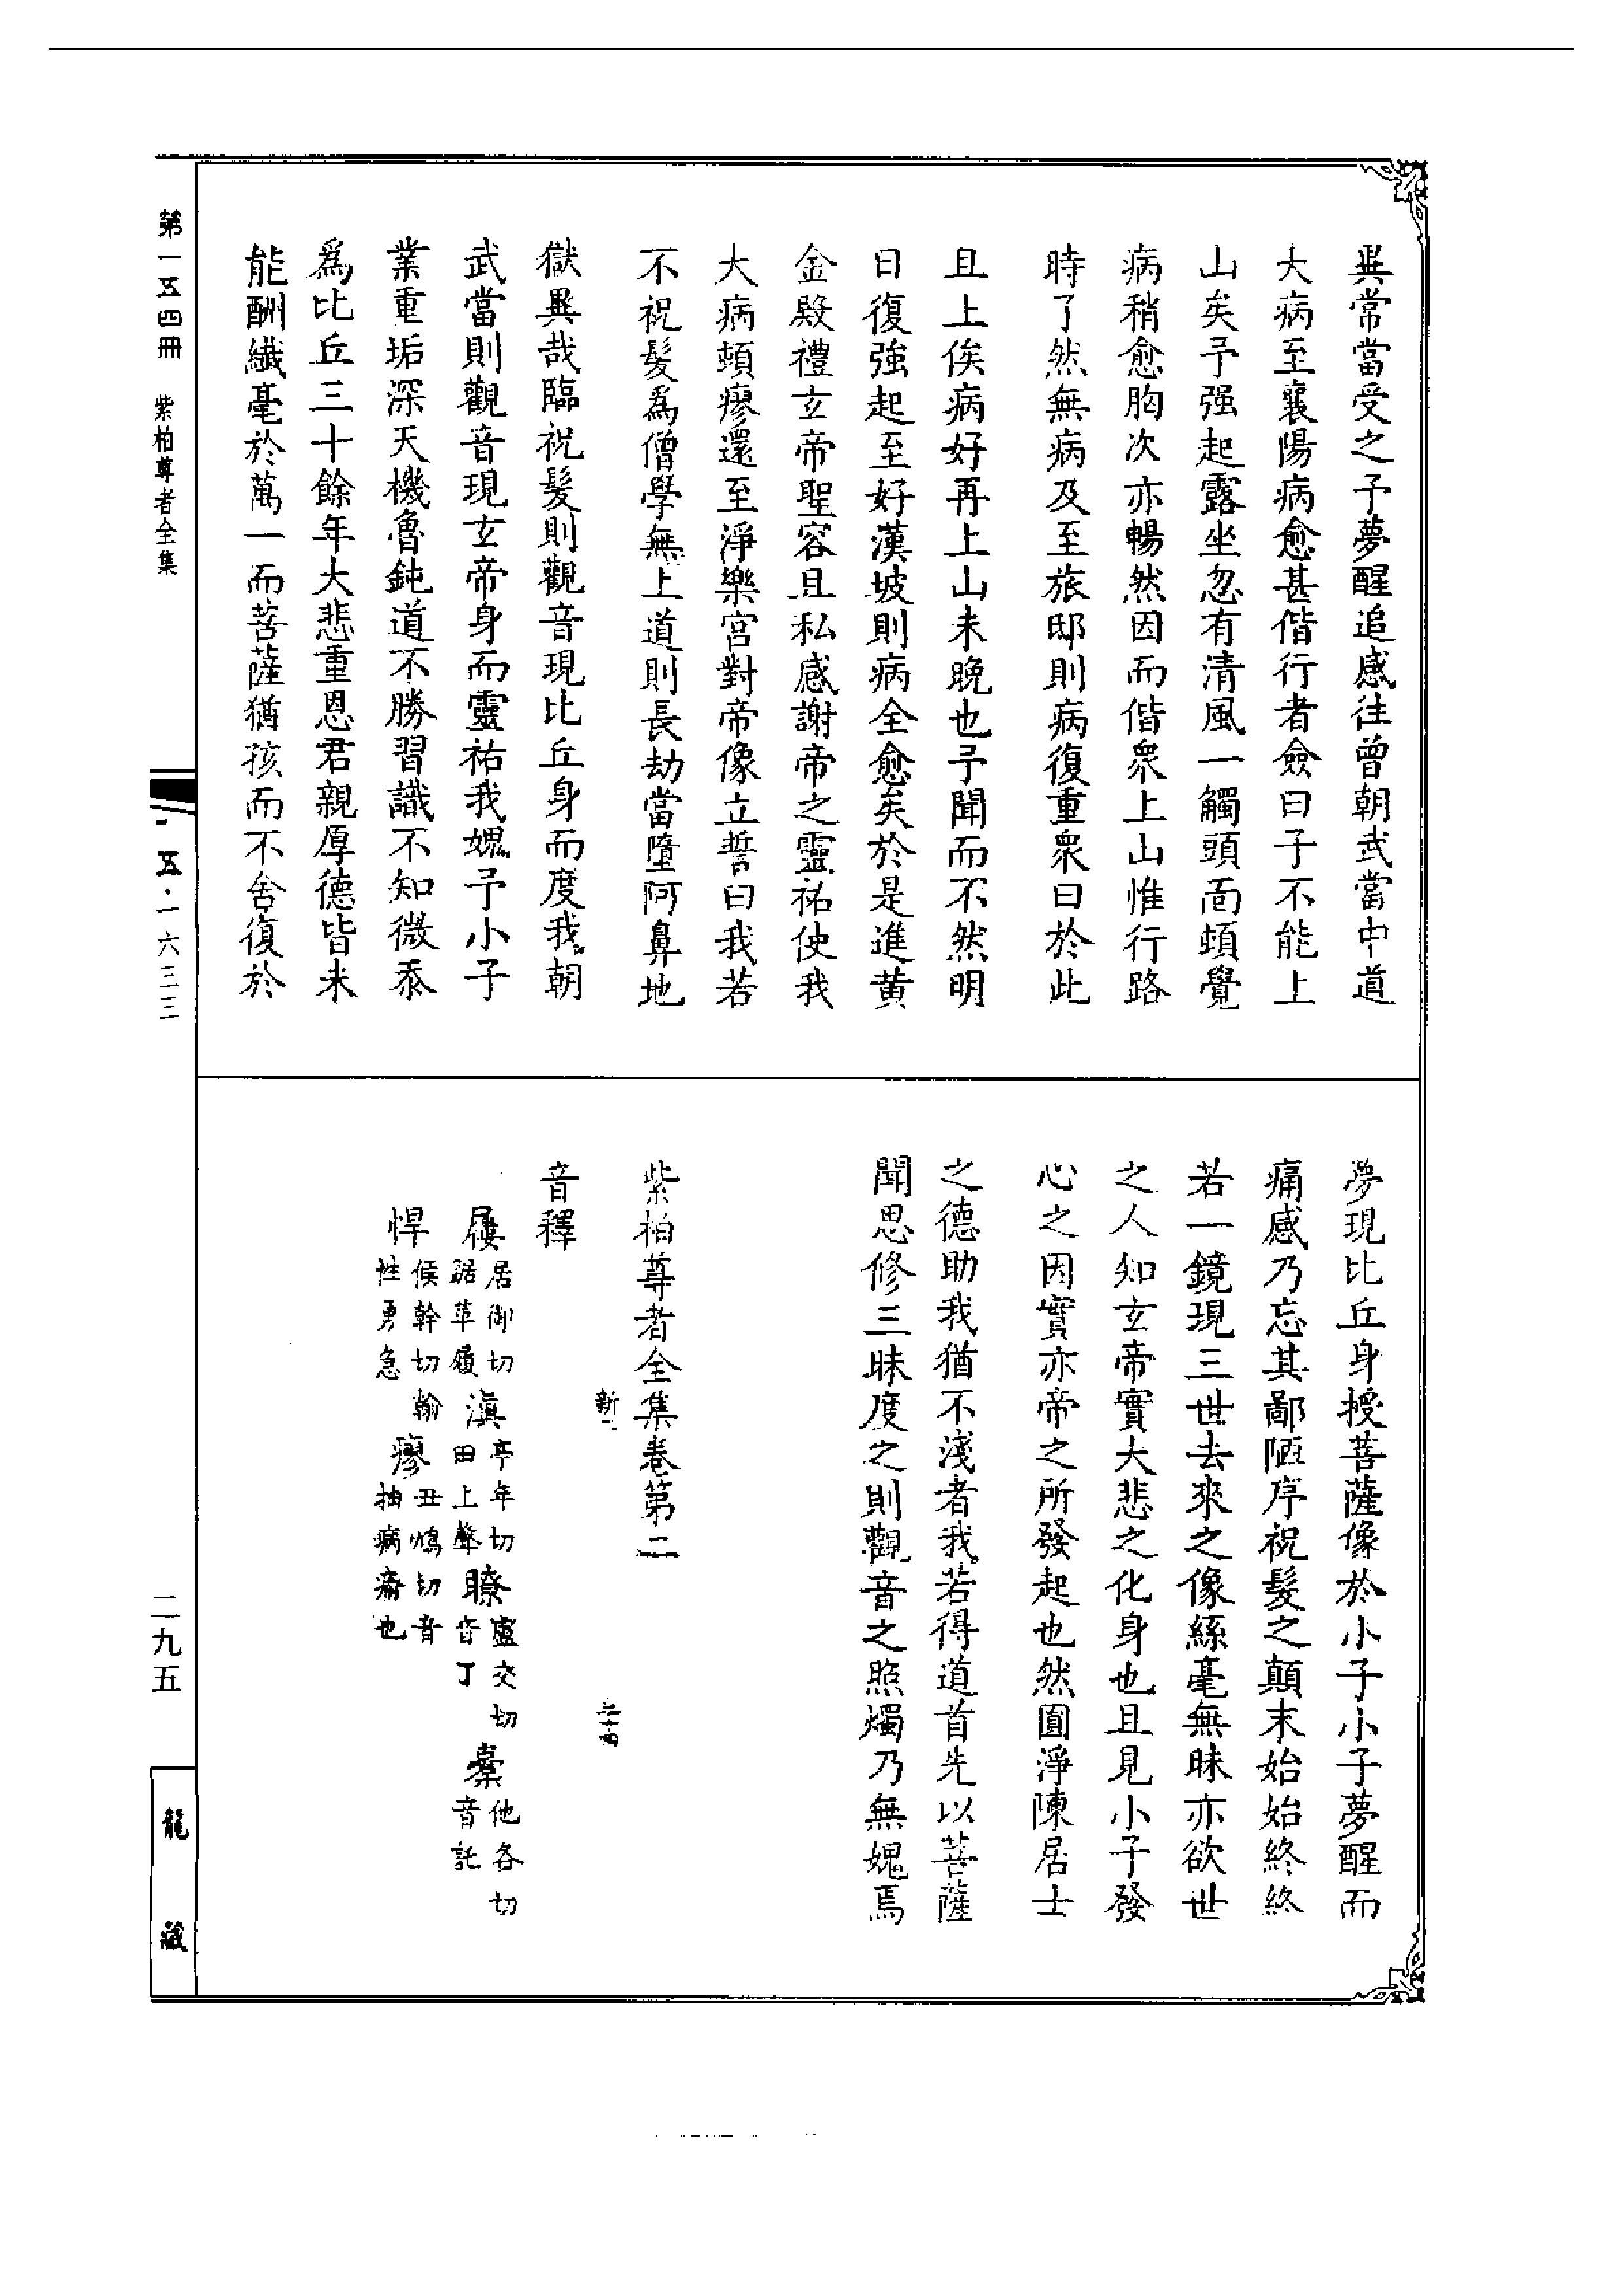 異常當受之予夢醒追感往曾朝武當中道
大病至襄陽病愈甚偕行者僉曰子不能上
山矣予强起露坐忽有清風一觸頭面頓覺
病稍愈胸次亦暢然因而偕衆上山惟行路
時了然無病及至旅邸則病復重衆曰於此
且上俟病好再上山未晚也予聞而不然明
日復強起至好漢坡則病全愈矣於是進黃
金殿禮玄帝聖容且私感謝帝之靈祐使我
大病頓瘳還至淨樂宫對帝像立誓曰我若
不祝髮為僧學無上道則長劫當墮阿鼻地
獄異哉臨祝髮則觀音現比丘身而度我朝
武當則觀音現玄帝身而靈祐我媿予小子
業重垢深天機魯鈍道不勝習識不知微忝
爲比丘三十餘年大悲重恩君親厚德皆未
能酬纖毫於萬一而菩薩猶孩而不舍復於
夢現比丘身授菩薩像於小子小子夢醒而
痛感乃忘其鄙陋序祝髮之顛末始始終終
若一鏡現三世去來之像絲毫無昧亦欲世
之人知玄帝實大悲之化身也且見小子發
心之因實亦帝之所發起也然圓淨陳居士
之德助我猶不淺者我若得道首先以菩薩
聞思修三昧度之則觀音之照燭乃無媿焉
紫柏尊者全集卷第二
新二
三十四
音釋
屨 居御切 踞草履 滇 亭年切 田上聲 瞭 盧交切 音丁 橐 他各切 音託
悍 候幹切翰 性勇急 瘳 丑鳩切音 抽病瘉也
第一五四冊 紫柏尊者全集
五·一六三三
二九五
龍藏